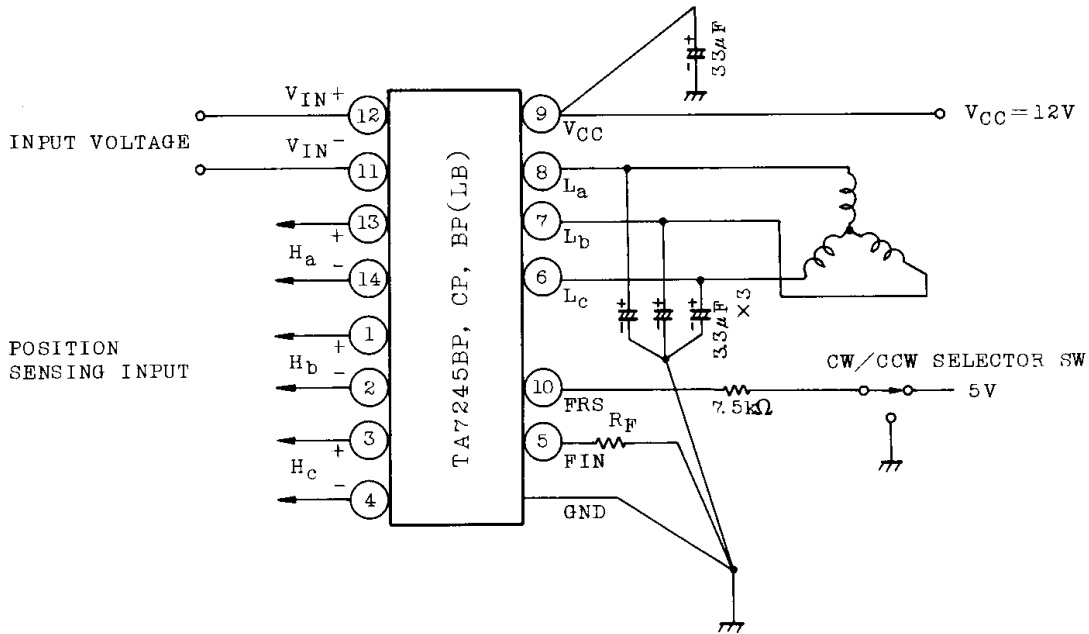 33µF
VIN+
12
9
VCC
VCC=12V
INPUT VOLTAGE
VIN-
11
8
La
13
7
Lb
+
Ha
-
14
6
Lc
TA7245BP, CP, BP(LB)
+
-
+
-
+
-
+
-
3.3µF
×3
1
POSITION
SENSING INPUT
+
Hb
-
2
10
FRS
7.5kΩ
CW/CCW SELECTOR SW
5V
3
5
FIN
RF
+
Hc
-
4
GND